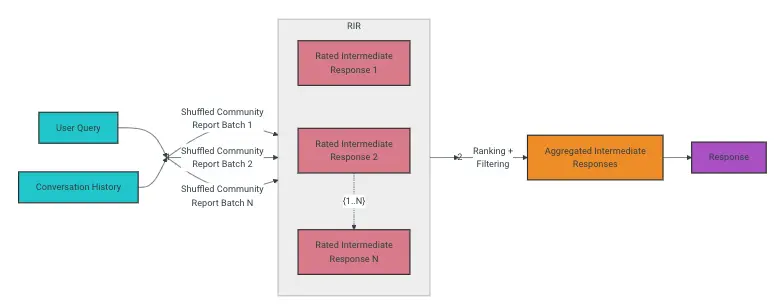 RIR
Rated Intermediate
Response 1
Shuffled Community
Report Batch 1
User Query
Rated Intermediate
Response 2
Shuffled Community
Report Batch 2
2
Ranking +
Filtering
Aggregated Intermediate
Responses
Response
Conversation History
Shuffled Community
Report Batch N
{1..N}
Rated Intermediate
Response N